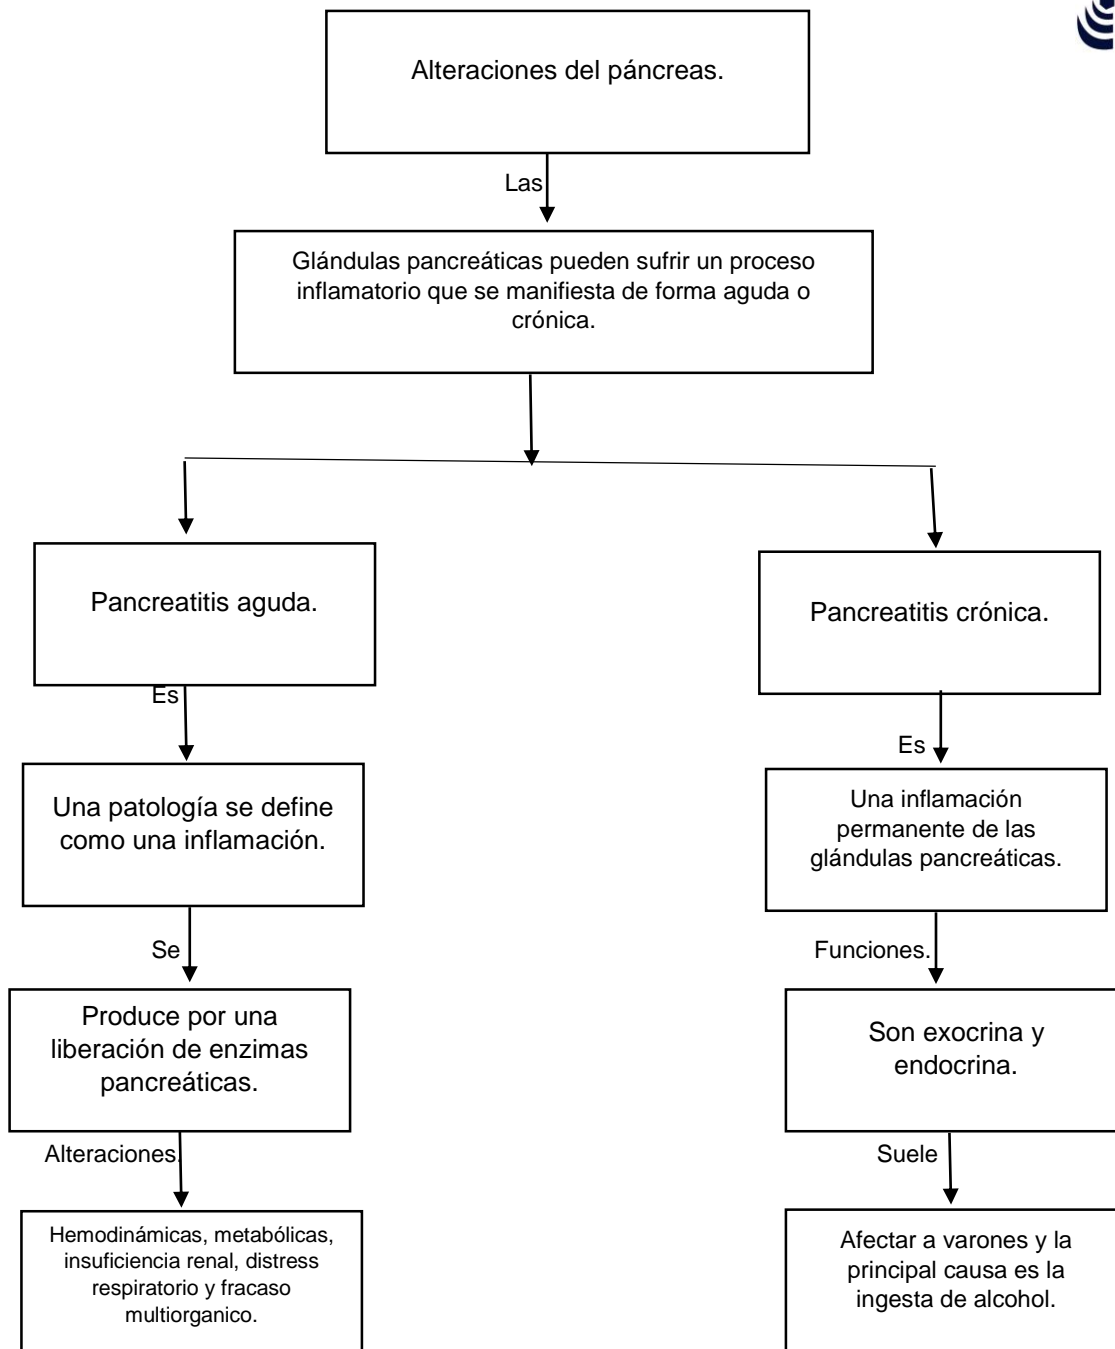 Alteraciones del páncreas.
Las
Glándulas pancreáticas pueden sufrir un proceso
inflamatorio que se manifiesta de forma aguda o
crónica.
Pancreatitis aguda.
Pancreatitis crónica.
Es
Es
Una patología se define
como una inflamación.
Una inflamación
permanente de las
glándulas pancreáticas.
Se
Funciones.
Produce por una
liberación de enzimas
pancreáticas.
Son exocrina y
endocrina.
Alteraciones.
Suele
Hemodinámicas, metabólicas,
insuficiencia renal, distress
respiratorio y fracaso
multiorganico.
Afectar a varones y la
principal causa es la
ingesta de alcohol.